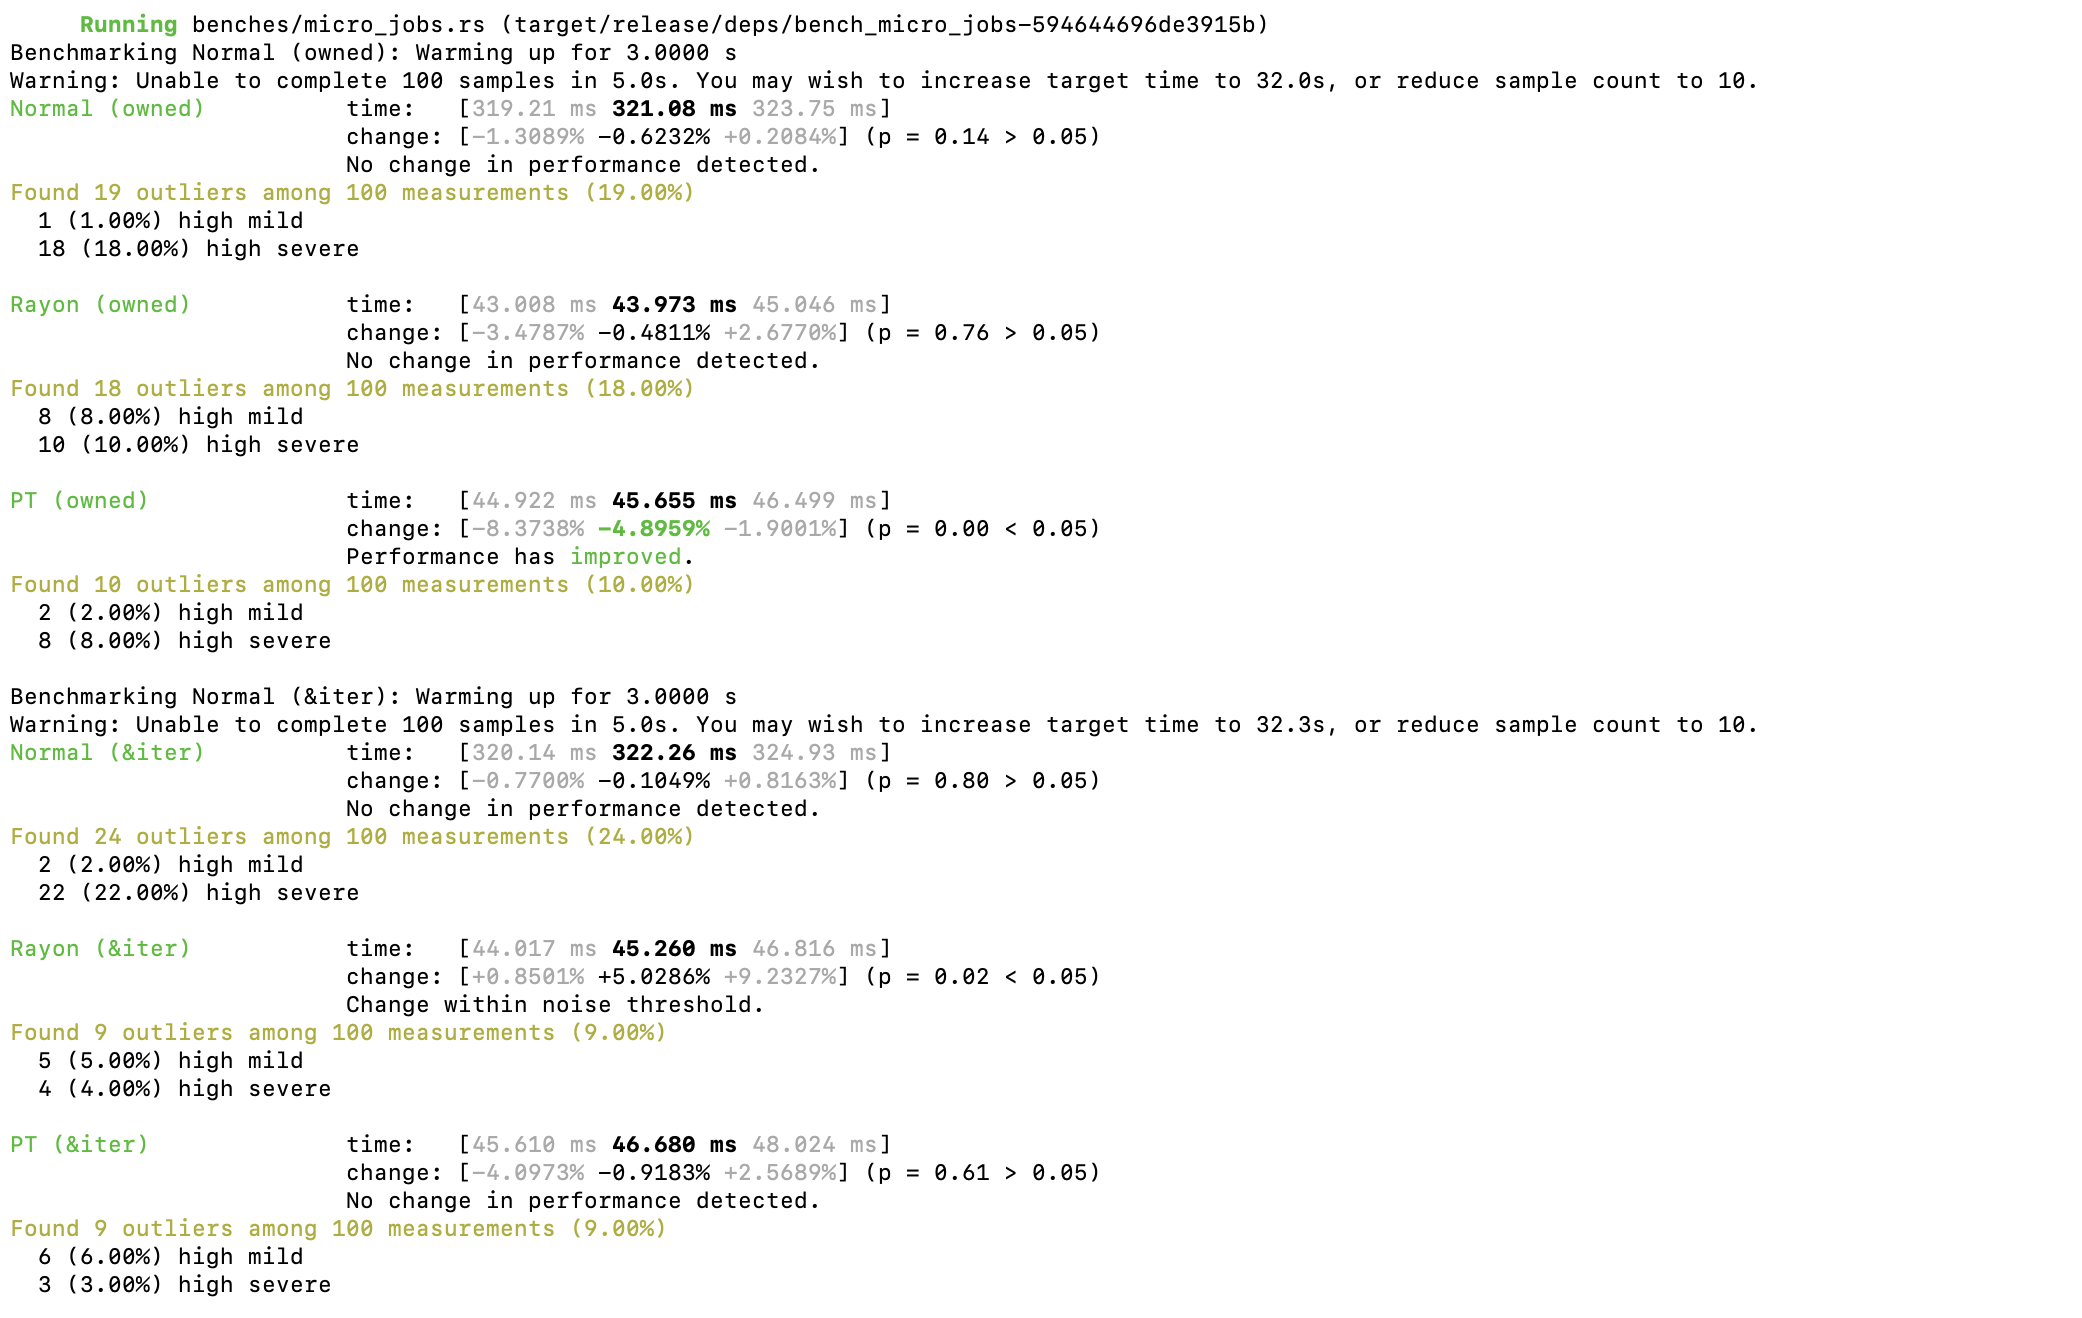 Running benches/micro_jobs.rs (target/release/deps/bench_micro_jobs-594644696de3915b)
Benchmarking Normal (owned): Warming up for 3.0000 s
Warning: Unable to complete 100 samples in 5.0s. You may wish to increase target time to 32.0s, or reduce sample count to 10.
Normal (owned)          time:   [319.21 ms 321.08 ms 323.75 ms]
                        change: [-1.3089% -0.6232% +0.2084%] (p = 0.14 > 0.05)
                        No change in performance detected.
Found 19 outliers among 100 measurements (19.00%)
  1 (1.00%) high mild
  18 (18.00%) high severe

Rayon (owned)           time:   [43.008 ms 43.973 ms 45.046 ms]
                        change: [-3.4787% -0.4811% +2.6770%] (p = 0.76 > 0.05)
                        No change in performance detected.
Found 18 outliers among 100 measurements (18.00%)
  8 (8.00%) high mild
  10 (10.00%) high severe

PT (owned)              time:   [44.922 ms 45.655 ms 46.499 ms]
                        change: [-8.3738% -4.8959% -1.9001%] (p = 0.00 < 0.05)
                        Performance has improved.
Found 10 outliers among 100 measurements (10.00%)
  2 (2.00%) high mild
  8 (8.00%) high severe

Benchmarking Normal (&iter): Warming up for 3.0000 s
Warning: Unable to complete 100 samples in 5.0s. You may wish to increase target time to 32.3s, or reduce sample count to 10.
Normal (&iter)          time:   [320.14 ms 322.26 ms 324.93 ms]
                        change: [-0.7700% -0.1049% +0.8163%] (p = 0.80 > 0.05)
                        No change in performance detected.
Found 24 outliers among 100 measurements (24.00%)
  2 (2.00%) high mild
  22 (22.00%) high severe

Rayon (&iter)           time:   [44.017 ms 45.260 ms 46.816 ms]
                        change: [+0.8501% +5.0286% +9.2327%] (p = 0.02 < 0.05)
                        Change within noise threshold.
Found 9 outliers among 100 measurements (9.00%)
  5 (5.00%) high mild
  4 (4.00%) high severe

PT (&iter)              time:   [45.610 ms 46.680 ms 48.024 ms]
                        change: [-4.0973% -0.9183% +2.5689%] (p = 0.61 > 0.05)
                        No change in performance detected.
Found 9 outliers among 100 measurements (9.00%)
  6 (6.00%) high mild
  3 (3.00%) high severe